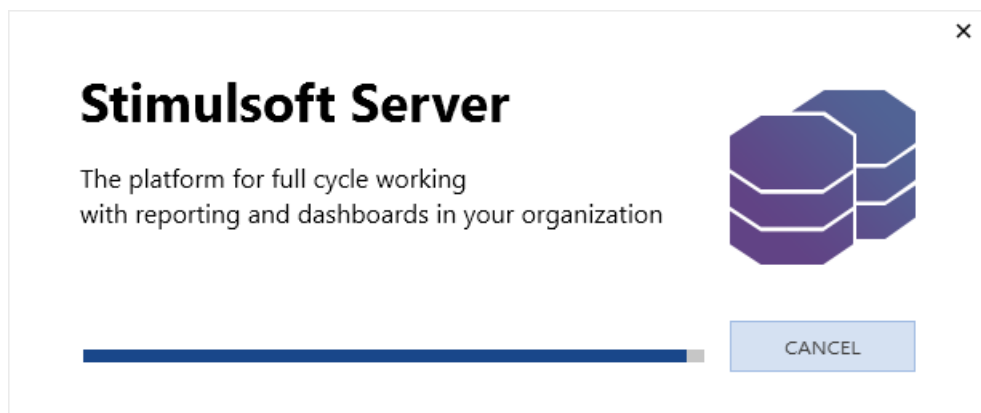 Stimulsoft Server
The platform for full cycle working
with reporting and dashboards in your organization
CANCEL